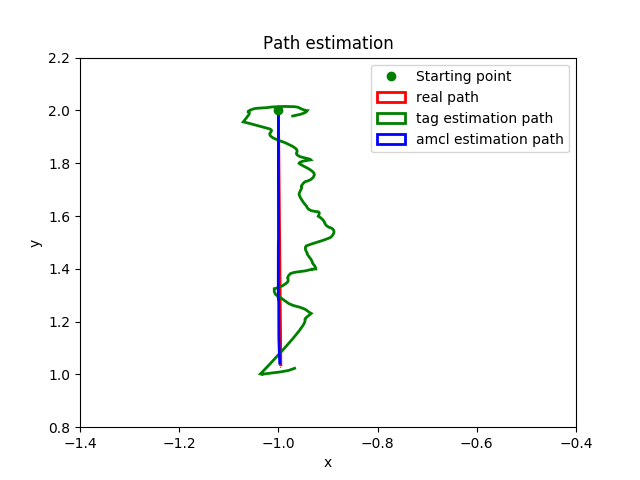 Path estimation
Starting point
real path
tag estimation path
amcl estimation path
2.2
2.0
1.8
1.6
1.4
1.2
1.0
0.8
y
−1.4
−1.2
−1.0
−0.8
−0.6
−0.4
x